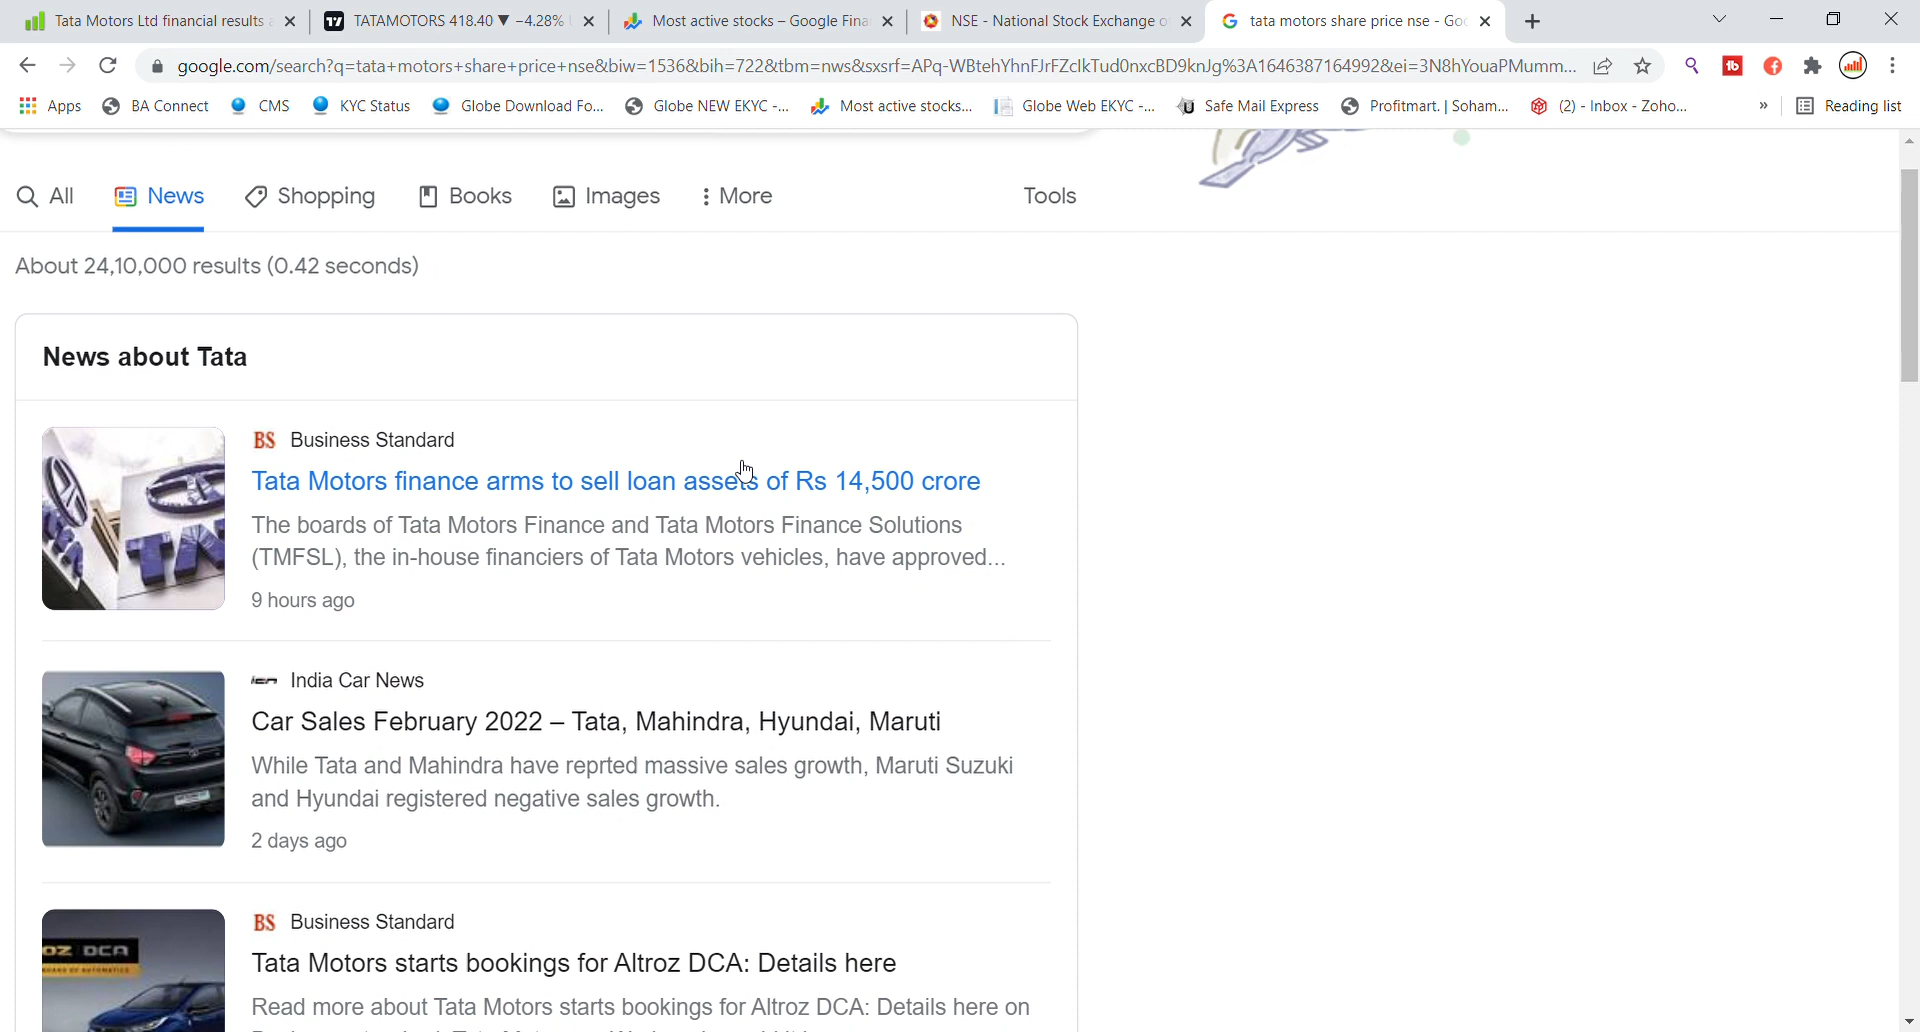 Tata Motors Ltd financial results a
TATAMOTORS 418.40 ▼ −4.28%
Most active stocks – Google Fina
NSE - National Stock Exchange o
tata motors share price nse - Goo
google.com/search?q=tata+motors+share+price+nse&biw=1536&bih=722&tbm=nws&sxsrf=APq-WBtehYhnFJrFZclkTud0nxcBD9knJg%3A1646387164992&ei=3N8hYouaPMumm...
Apps
BA Connect
CMS
KYC Status
Globe Download Fo...
Globe NEW EKYC -...
Most active stocks...
Globe Web EKYC -...
Safe Mail Express
Profitmart. | Soham...
(2) - Inbox - Zoho...
»
Reading list
All
News
Shopping
Books
Images
More
Tools
About 24,10,000 results (0.42 seconds)
News about Tata
BS Business Standard
Tata Motors finance arms to sell loan assets of Rs 14,500 crore
The boards of Tata Motors Finance and Tata Motors Finance Solutions
(TMFSL), the in-house financiers of Tata Motors vehicles, have approved...
9 hours ago
India Car News
Car Sales February 2022 – Tata, Mahindra, Hyundai, Maruti
While Tata and Mahindra have reprted massive sales growth, Maruti Suzuki
and Hyundai registered negative sales growth.
2 days ago
BS Business Standard
OZ DCA
Tata Motors starts bookings for Altroz DCA: Details here
Read more about Tata Motors starts bookings for Altroz DCA: Details here on